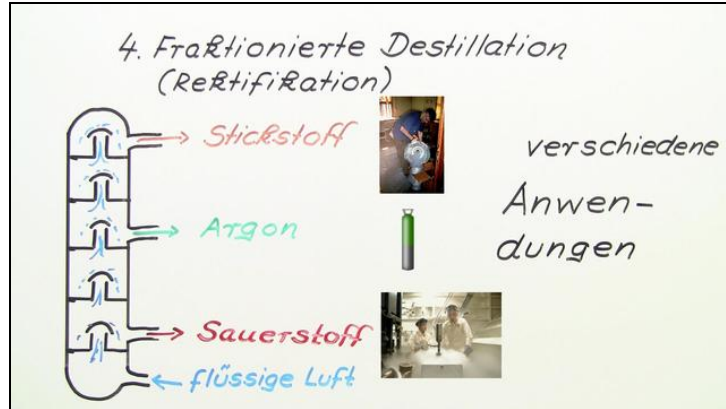 4. Fraktionierte Destillation
(Rektifikation)
Stickstoff
verschiedene
Anwen-
dungen
Argon
Sauerstoff
flüssige Luft